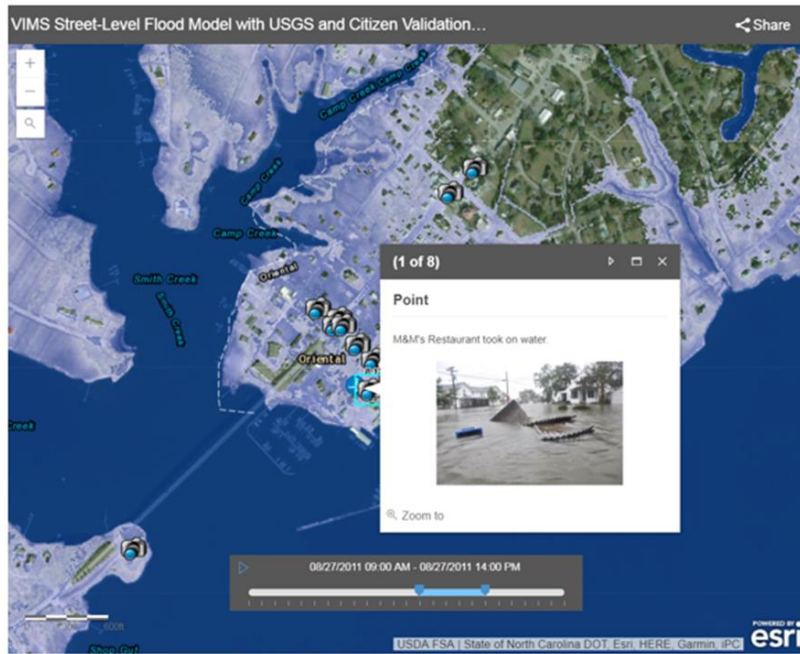 VIMS Street-Level Flood Model with USGS and Citizen Validation…
Share
+
−
Camp Creek Camp Creek
Camp Creek
Camp Creek
Oriental
Smith Creek
Smith Creek
Oriental
Creek
(1 of 8)
Point
M&M's Restaurant took on water.
Zoom to
08/27/2011 09:00 AM - 08/27/2011 14:00 PM
600ft
Shop Gut
USDA FSA | State of North Carolina DOT, Esri, HERE, Garmin, iPC
POWERED BY
esri